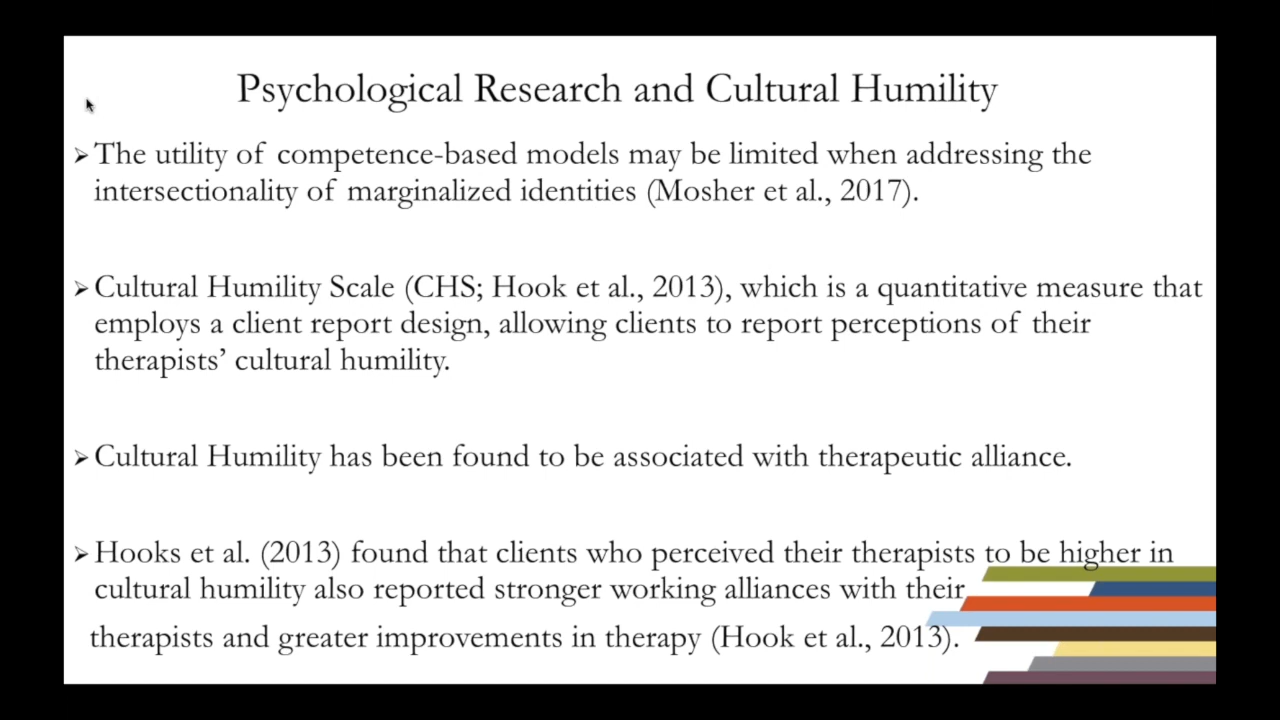 Psychological Research and Cultural Humility
➢The utility of competence-based models may be limited when addressing the
intersectionality of marginalized identities (Mosher et al., 2017).
➢Cultural Humility Scale (CHS; Hook et al., 2013), which is a quantitative measure that
employs a client report design, allowing clients to report perceptions of their
therapists’ cultural humility.
➢Cultural Humility has been found to be associated with therapeutic alliance.
➢Hooks et al. (2013) found that clients who perceived their therapists to be higher in
cultural humility also reported stronger working alliances with their
therapists and greater improvements in therapy (Hook et al., 2013).